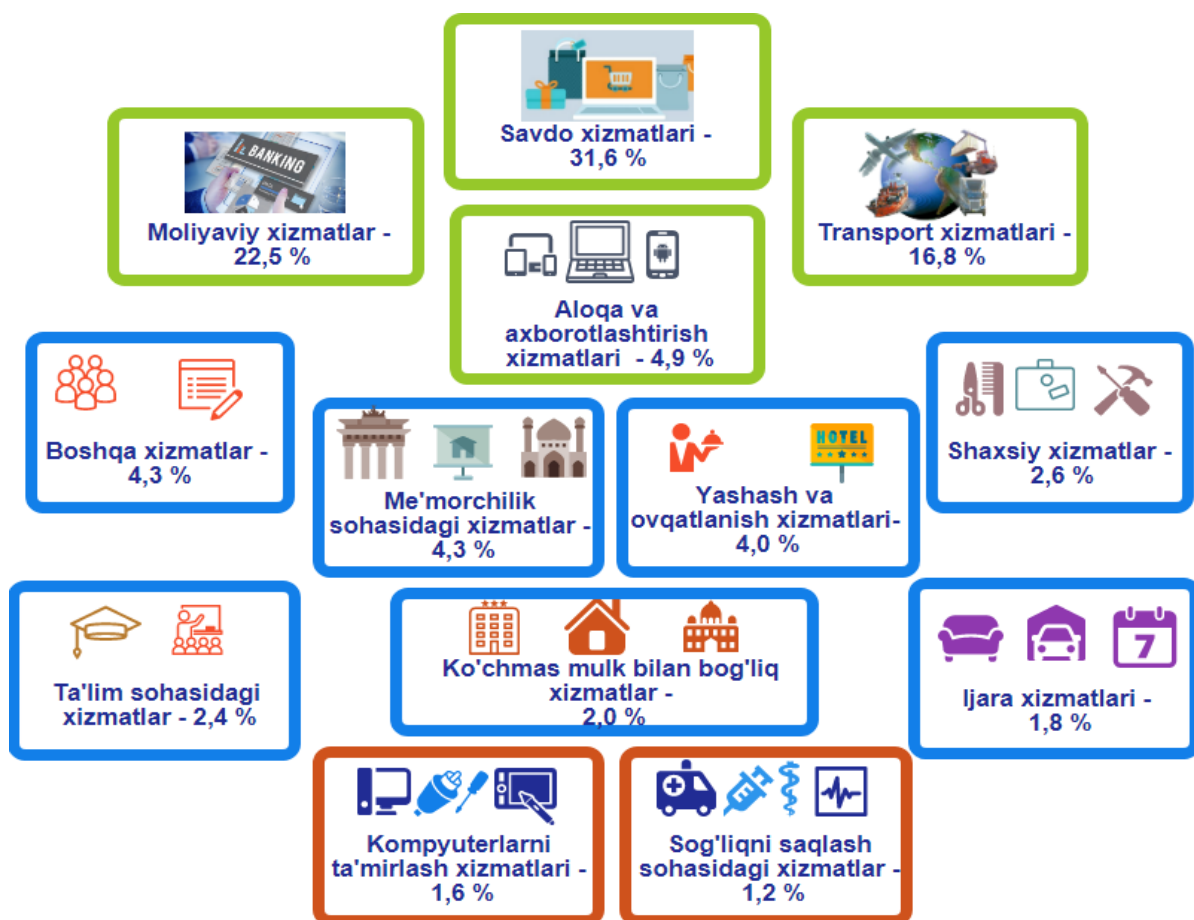 Savdo xizmatlari -
31,6 %
BANKING
Moliyaviy xizmatlar -
22,5 %
Transport xizmatlari -
16,8 %
Aloqa va
axborotlashtirish
xizmatlari - 4,9 %
Boshqa xizmatlar -
4,3 %
Me'morchilik
sohasidagi xizmatlar -
4,3 %
HOTEL
Yashash va
ovqatlanish xizmatlari-
4,0 %
Shaxsiy xizmatlar -
2,6 %
Ta'lim sohasidagi
xizmatlar - 2,4 %
Ko'chmas mulk bilan bog'liq
xizmatlar -
2,0 %
7
Ijara xizmatlari -
1,8 %
Kompyuterlarni
ta'mirlash xizmatlari -
1,6 %
Sog'liqni saqlash
sohasidagi xizmatlar -
1,2 %